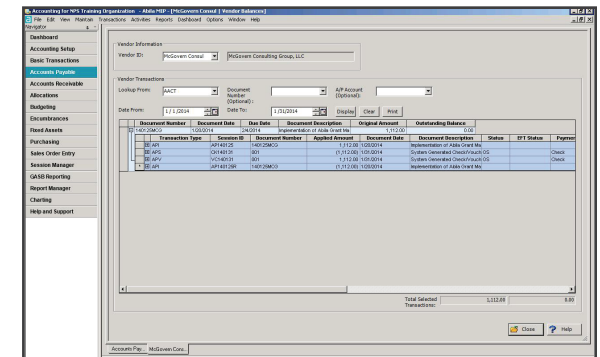 Accounting for NPS Training Organization - Abila MIP - [McGovern Consul | Vendor Balances]
File Edit View Maintain Transactions Activities Reports Dashboard Options Window Help
Navigator
Dashboard
Accounting Setup
Basic Transactions
Accounts Payable
Accounts Receivable
Allocations
Budgeting
Encumbrances
Fixed Assets
Purchasing
Sales Order Entry
Session Manager
GASB Reporting
Report Manager
Charting
Help and Support
Vendor Information
Vendor ID: McGovern Consul McGovern Consulting Group, LLC
Vendor Transactions
Lookup From: AACT Document Number (Optional): A/P Account (Optional):
Date From: 1/ 1 /2014 Date To: 1 /31/2014 Display Clear Print
Document Number Document Date Due Date Document Description Original Amount Outstanding Balance
140125MCG 1/20/2014 2/4/2014 Implementation of Abila Grant Ma 1,112.00 0.00
Transaction Type Session ID Document Number Applied Amount Document Date Document Description Status EFT Status Paymen
API AP140125 140125MCG 1,112.00 1/20/2014 Implementation of Abila Grant Ma
APS CH140131 001 (1,112.00) 1/31/2014 System Generated Check/Vouch OS Check
APV VC140131 001 (1,112.00) 1/31/2014 System Generated Check/Vouch OS Check
API AP140125R 140125MCG (1,112.00) 1/20/2014 Implementation of Abila Grant Ma
Total Selected Transactions: 1,112.00 0.00
Close Help
Accounts Pay... McGovern Cons...